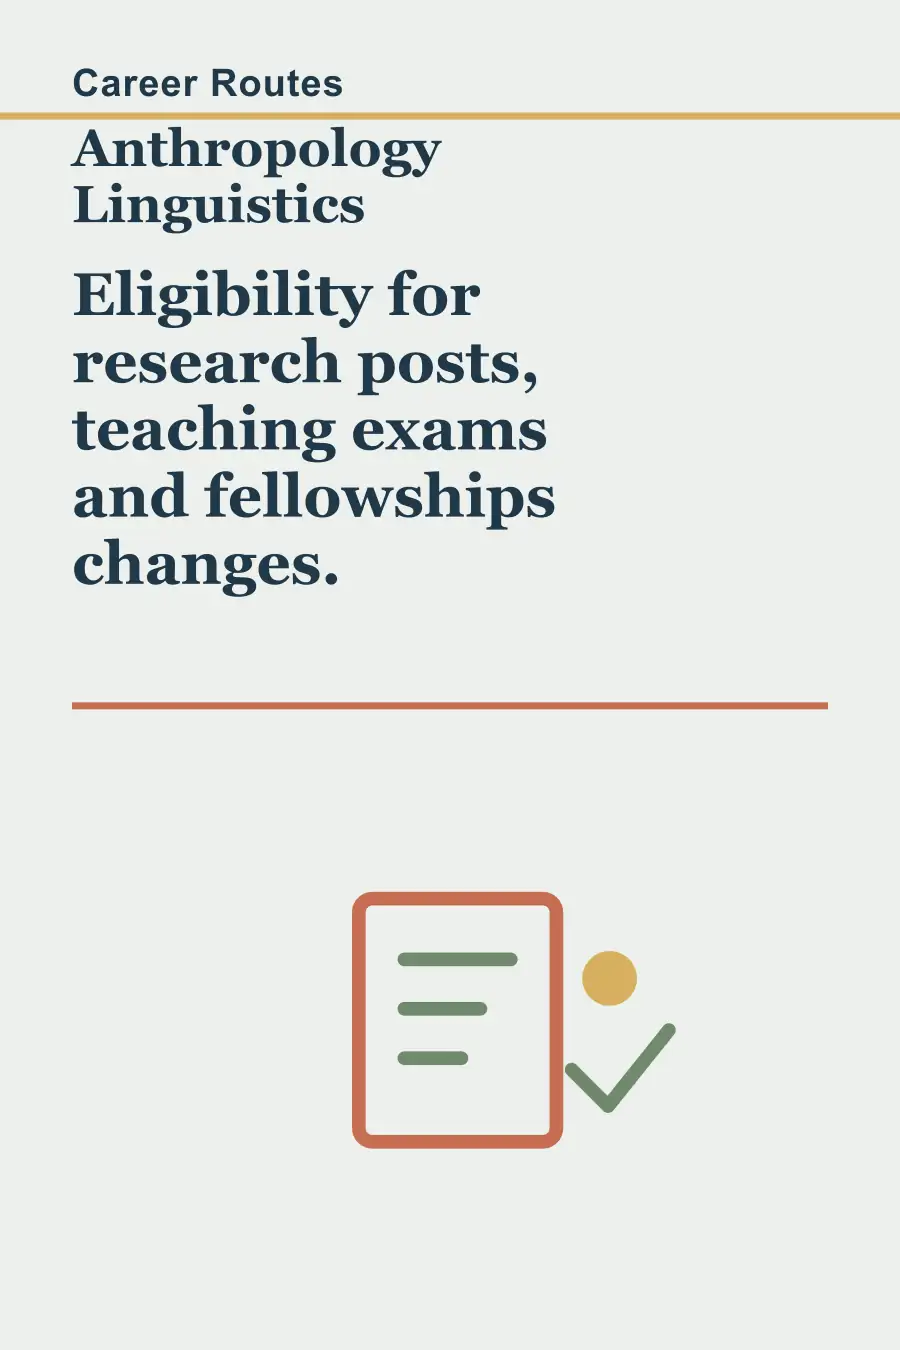 Career Routes
Anthropology
Linguistics
Eligibility for
research posts,
teaching exams
and fellowships
changes.